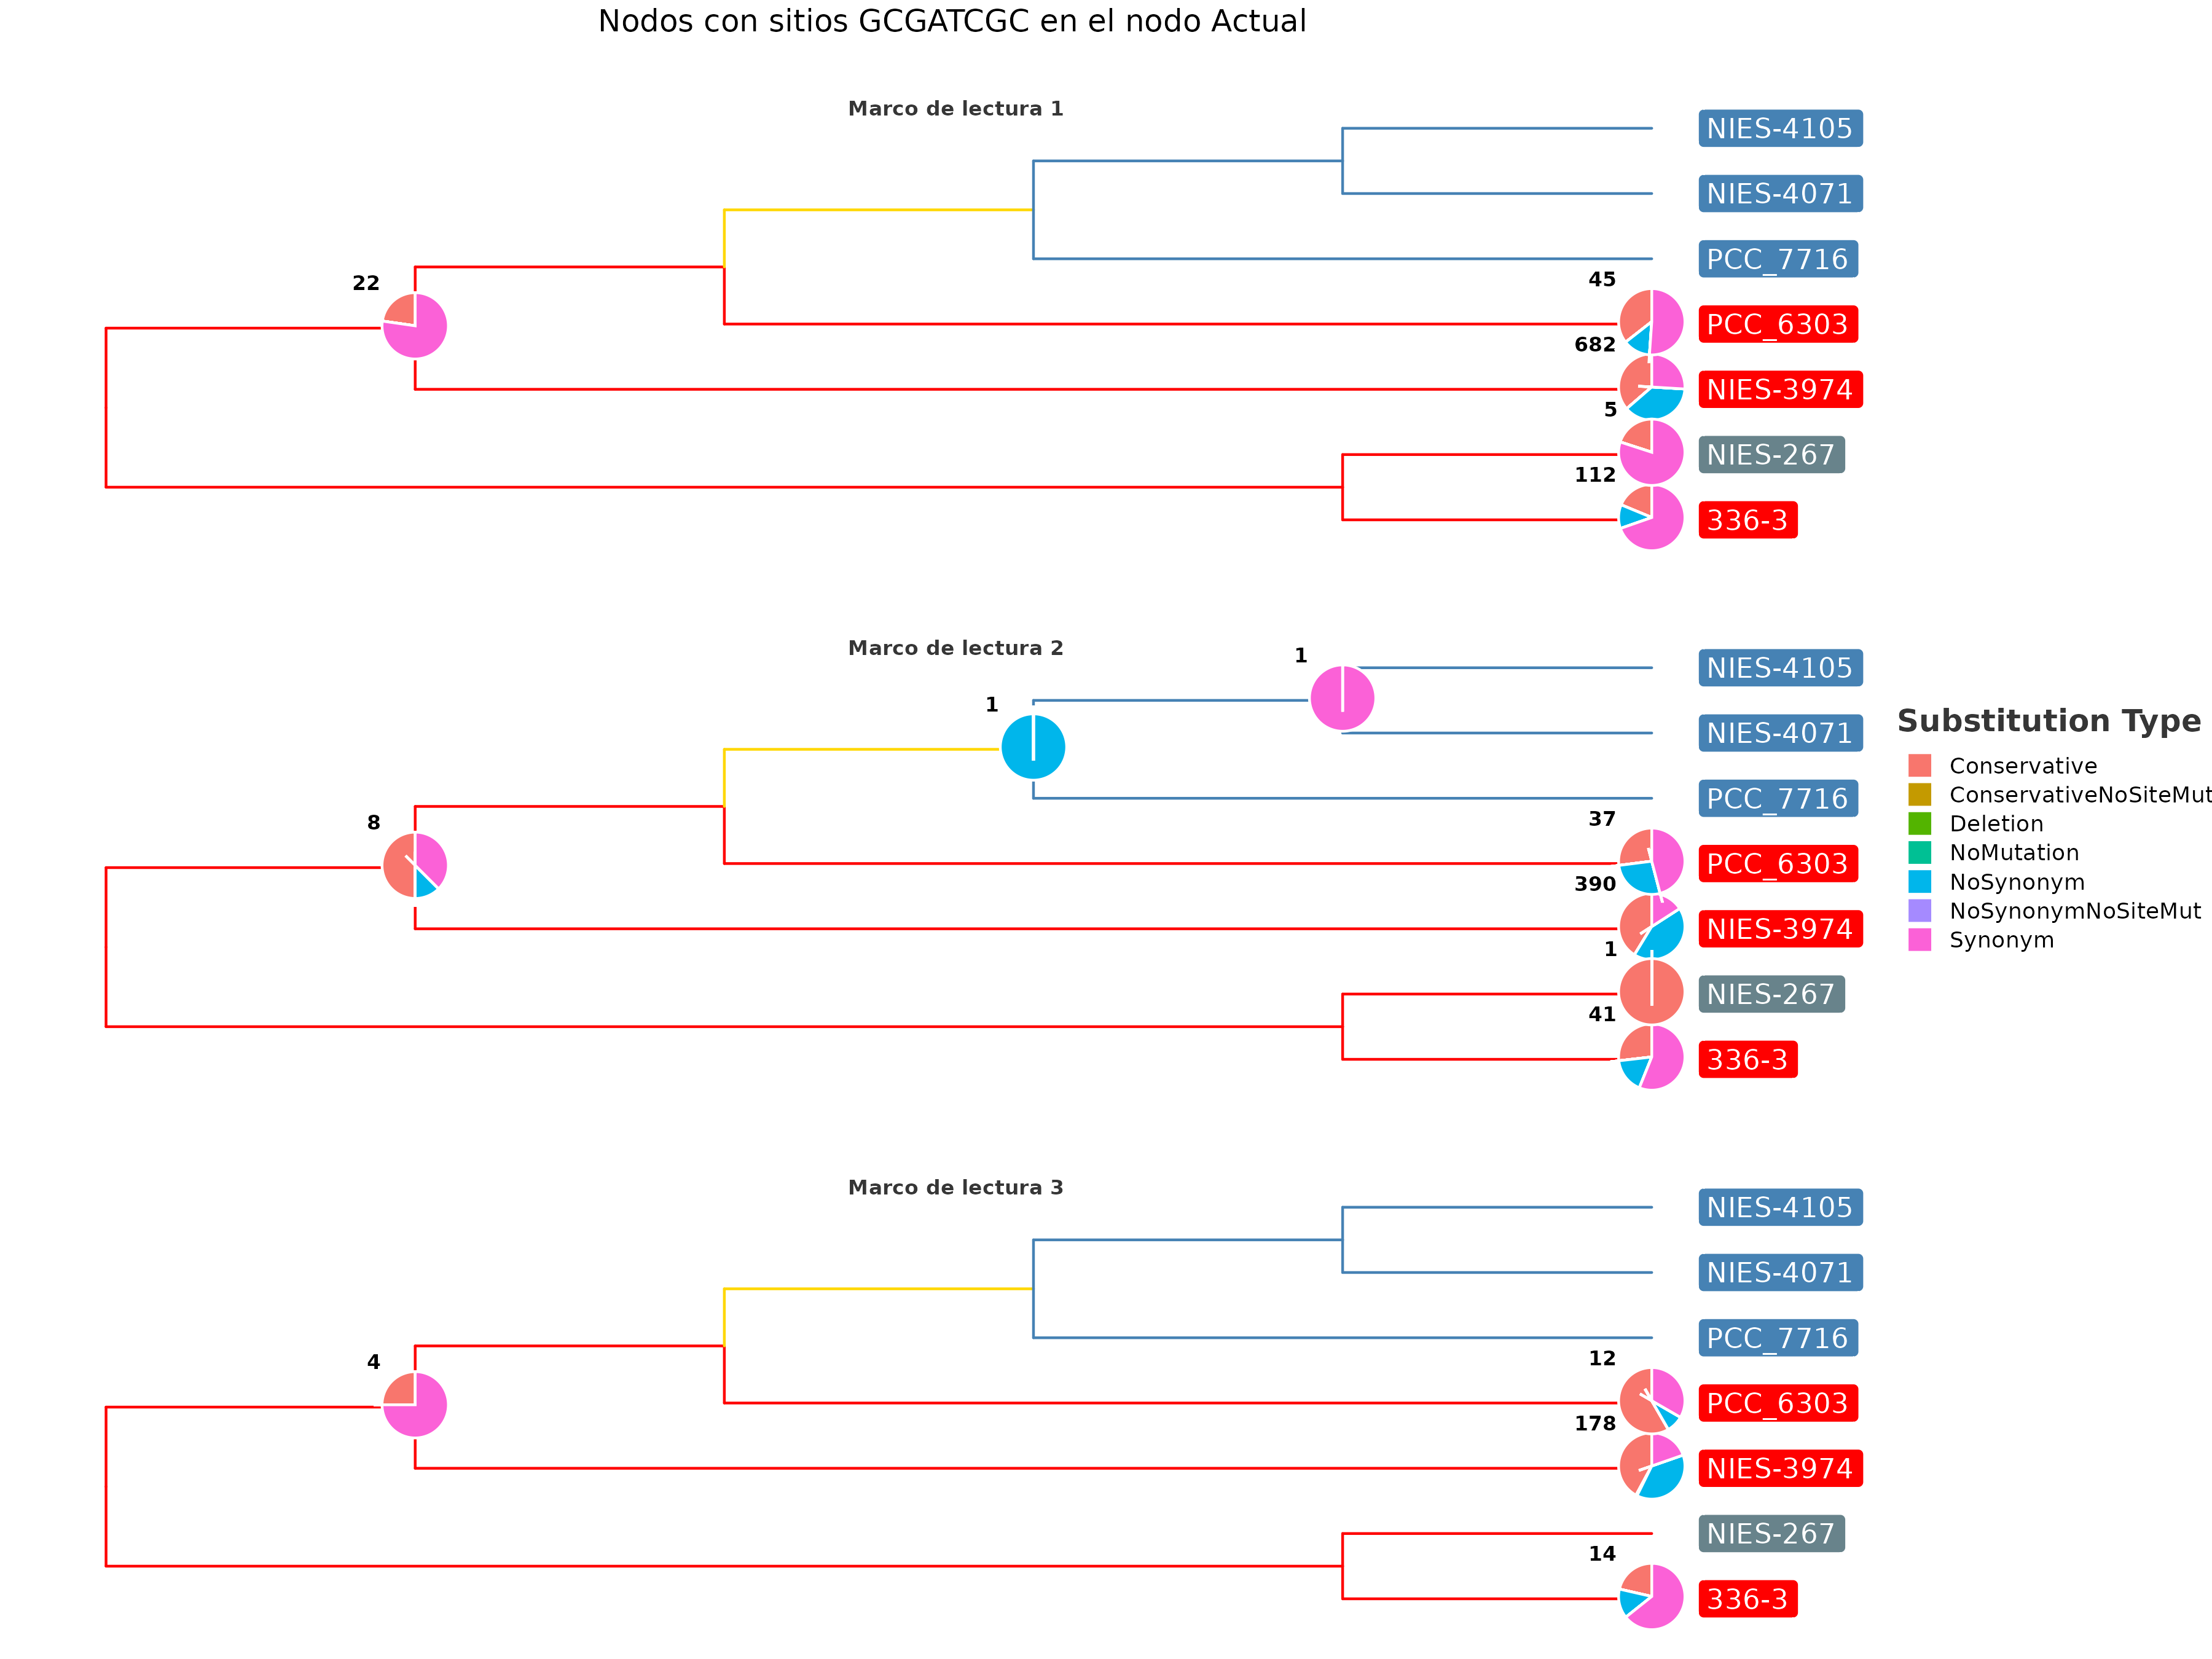 Nodos con sitios GCGATCGC en el nodo Actual
Marco de lectura 1
NIES-4105
NIES-4071
PCC_7716
22
45
PCC_6303
682
NIES-3974
5
NIES-267
112
336-3
Marco de lectura 2
1
NIES-4105
1
NIES-4071
PCC_7716
8
37
PCC_6303
390
NIES-3974
1
NIES-267
41
336-3
Substitution Type
Conservative
ConservativeNoSiteMut
Deletion
NoMutation
NoSynonym
NoSynonymNoSiteMut
Synonym
Marco de lectura 3
NIES-4105
NIES-4071
PCC_7716
4
12
PCC_6303
178
NIES-3974
NIES-267
14
336-3